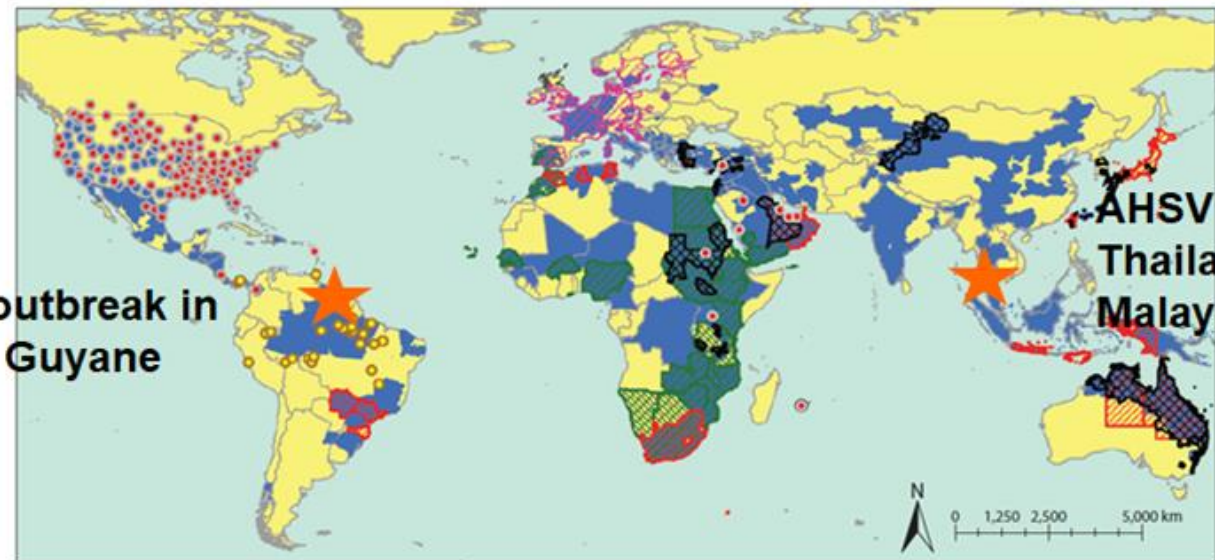 outbreak in
Guyane
AHSV
Thaila
Malay
N
0 1,250 2,500 5,000 km